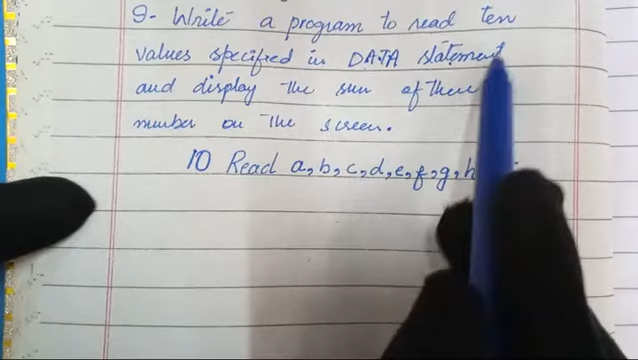 9- Write a program to read ten
values specified in DATA statement
and display the sum of these
number on the screen.
10 Read a, b, c, d, e, f, g, h